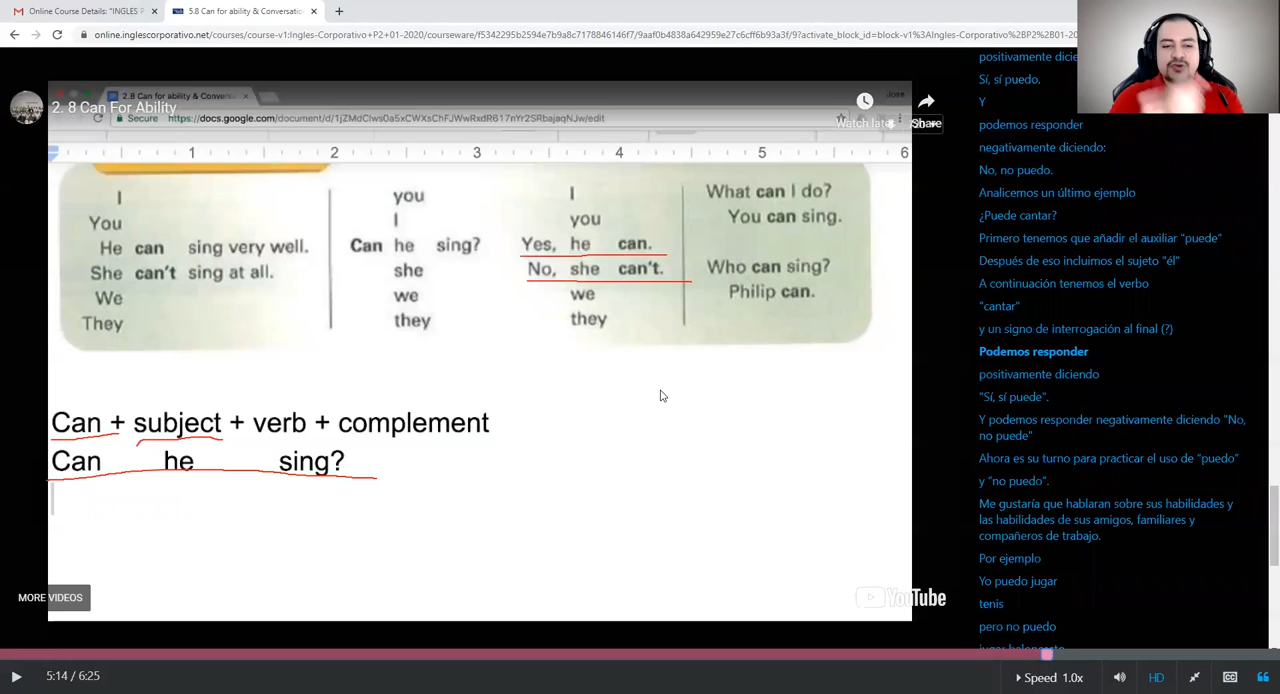 Online Course Details: "INGLES P
5.8 Can for ability & Conversatio
online.inglescorporativo.net/courses/course-v1:Ingles-Corporativo+P2+01-2020/courseware/f5342295b2594e7b9a8c7178846146f7/9aaf0b4838a642959e27c6cff6b93a3f/9?activate_block_id=block-v1%3AIngles-Corporativo%2BP2%2B01-20
2. 8 Can for ability & Conversa
Jose
2. 8 Can For Ability
Secure https://docs.google.com/document/d/1jZMdCIws0a5xCWXsChFJWwRxdR617nYr2SRbajaqNJw/edit
Watch later
Share
1 2 3 4 5 6
I
You
He can sing very well.
She can't sing at all.
We
They
you
I
Can he sing?
she
we
they
I
you
Yes, he can.
No, she can't.
we
they
What can I do?
You can sing.
Who can sing?
Philip can.
Can + subject + verb + complement
Can he sing?
MORE VIDEOS
YouTube
positivamente dicie
Sí, sí puedo.
Y
podemos responder
negativamente diciendo:
No, no puedo.
Analicemos un último ejemplo
¿Puede cantar?
Primero tenemos que añadir el auxiliar "puede"
Después de eso incluimos el sujeto "él"
A continuación tenemos el verbo
"cantar"
y un signo de interrogación al final (?)
Podemos responder
positivamente diciendo
"Sí, sí puede".
Y podemos responder negativamente diciendo "No,
no puede"
Ahora es su turno para practicar el uso de "puedo"
y "no puedo".
Me gustaría que hablaran sobre sus habilidades y
las habilidades de sus amigos, familiares y
compañeros de trabajo.
Por ejemplo
Yo puedo jugar
tenis
pero no puedo
jugar baloncesto
5:14 / 6:25
Speed 1.0x
HD
CC